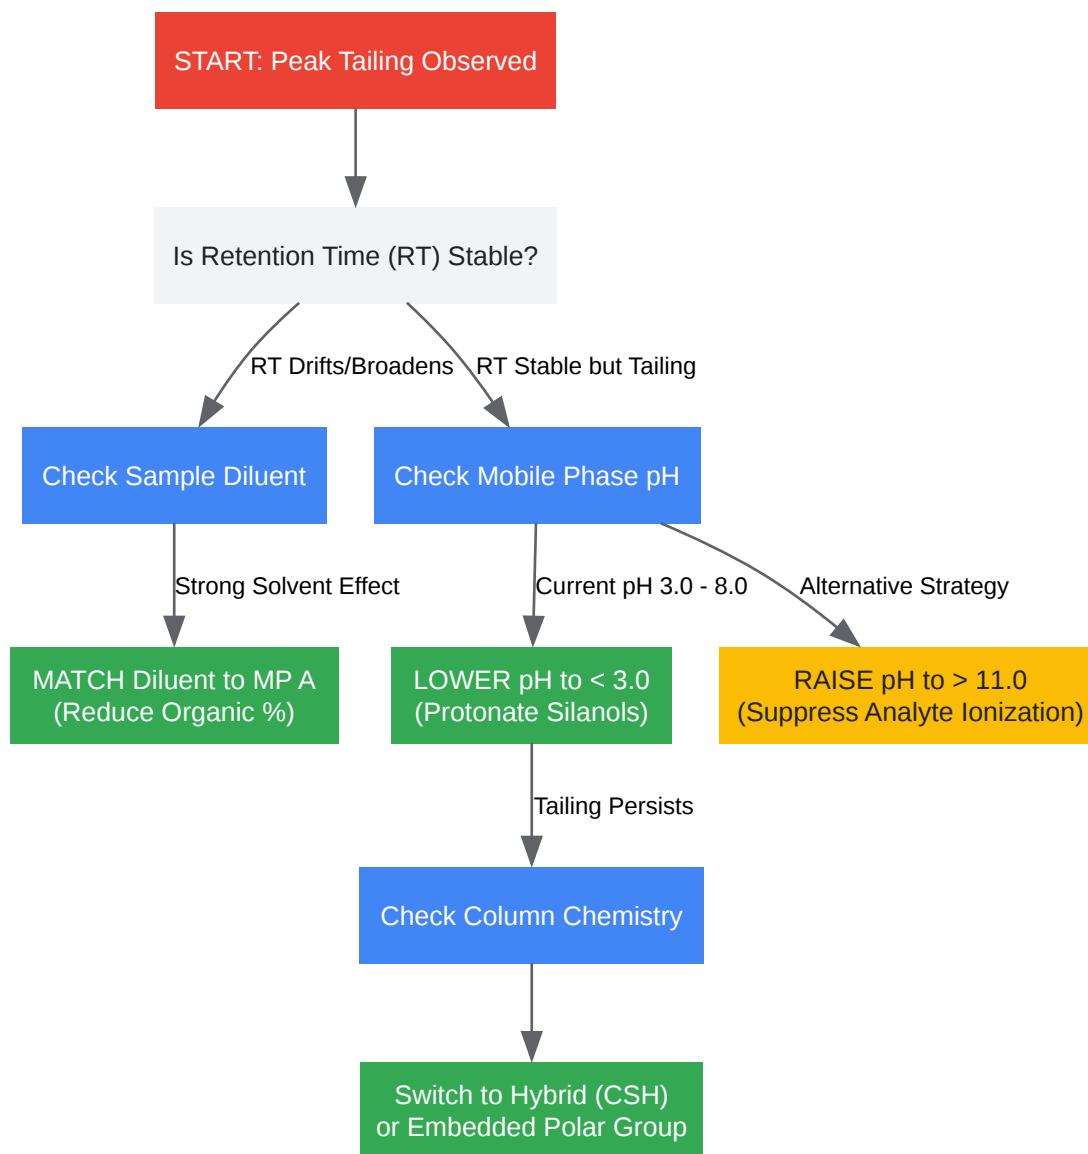 START: Peak Tailing Observed
Is Retention Time (RT) Stable?
RT Drifts/Broadens
RT Stable but Tailing
Check Sample Diluent
Check Mobile Phase pH
Strong Solvent Effect
Current pH 3.0 - 8.0
Alternative Strategy
MATCH Diluent to MP A
(Reduce Organic %)
LOWER pH to < 3.0
(Protonate Silanols)
RAISE pH to > 11.0
(Suppress Analyte Ionization)
Tailing Persists
Check Column Chemistry
Switch to Hybrid (CSH)
or Embedded Polar Group